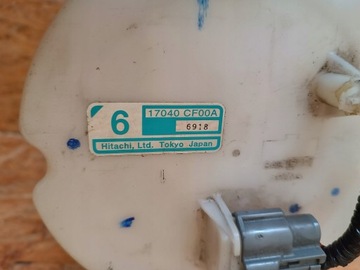 6
17040 CF00A
6918
Hitachi, Ltd. Tokyo Japan